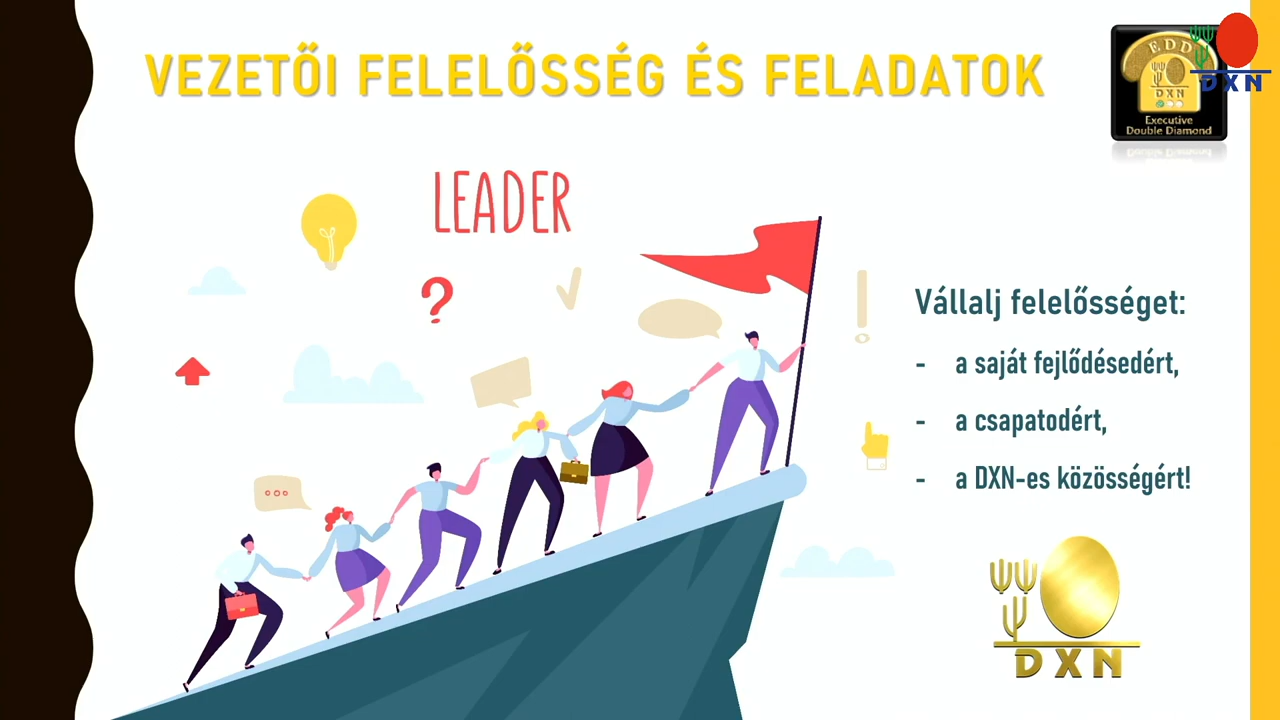 VEZETŐI FELELŐSSÉG ÉS FELADATOK
EDD
DXN
Executive
Double Diamond
DXN
LEADER
?
Vállalj felelősséget:
- a saját fejlődésedért,
- a csapatodért,
- a DXN-es közösségért!
DXN